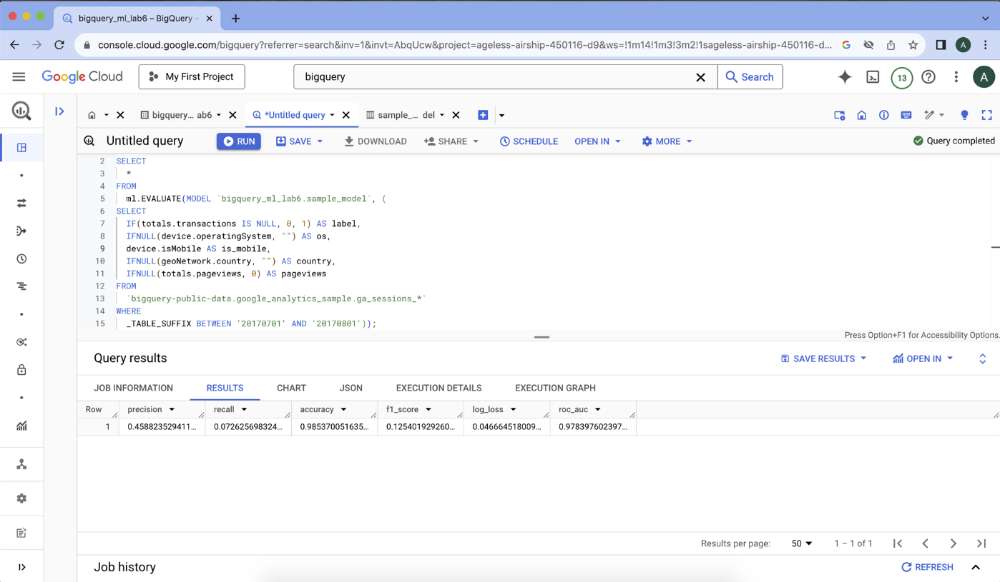 bigquery_ml_lab6 – BigQuery –
console.cloud.google.com/bigquery?referrer=search&inv=1&invt=AbqUcw&project=ageless-airship-450116-d9&ws=!1m14!1m3!3m2!1sageless-airship-450116-d... A
Google Cloud My First Project bigquery Search 13 A
bigquery... ab6 *Untitled query sample_... del
Untitled query RUN SAVE DOWNLOAD SHARE SCHEDULE OPEN IN MORE Query completed
2 SELECT
3 *
4 FROM
5 ml.EVALUATE(MODEL `bigquery_ml_lab6.sample_model`, (
6 SELECT
7 IF(totals.transactions IS NULL, 0, 1) AS label,
8 IFNULL(device.operatingSystem, "") AS os,
9 device.isMobile AS is_mobile,
10 IFNULL(geoNetwork.country, "") AS country,
11 IFNULL(totals.pageviews, 0) AS pageviews
12 FROM
13 `bigquery-public-data.google_analytics_sample.ga_sessions_*`
14 WHERE
15 _TABLE_SUFFIX BETWEEN '20170701' AND '20170801'));
Press Option+F1 for Accessibility Options.
Query results SAVE RESULTS OPEN IN
JOB INFORMATION RESULTS CHART JSON EXECUTION DETAILS EXECUTION GRAPH
Row precision recall accuracy f1_score log_loss roc_auc
1 0.458823529411... 0.072625698324... 0.985370051635... 0.125401929260... 0.046664518009... 0.978397602397...
Results per page: 50 1 – 1 of 1
Job history REFRESH